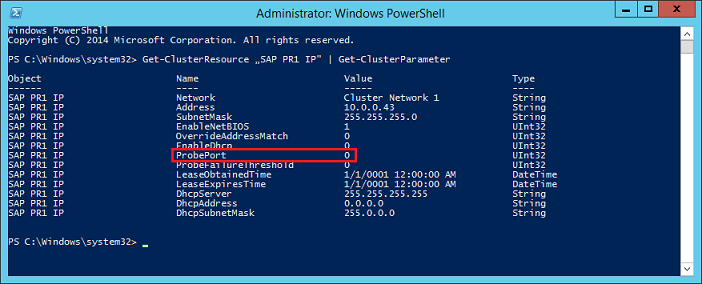 Administrator: Windows PowerShell
Windows PowerShell
Copyright (C) 2014 Microsoft Corporation. All rights reserved.
PS C:\Windows\system32> Get-ClusterResource „SAP PR1 IP" | Get-ClusterParameter
Object Name Value Type
------ ---- ----- ----
SAP PR1 IP Network Cluster Network 1 String
SAP PR1 IP Address 10.0.0.43 String
SAP PR1 IP SubnetMask 255.255.255.0 String
SAP PR1 IP EnableNetBIOS 1 UInt32
SAP PR1 IP OverrideAddressMatch 0 UInt32
SAP PR1 IP EnableDhcp 0 UInt32
SAP PR1 IP ProbePort 0 UInt32
SAP PR1 IP ProbeFailureThreshold 0 UInt32
SAP PR1 IP LeaseObtainedTime 1/1/0001 12:00:00 AM DateTime
SAP PR1 IP LeaseExpiresTime 1/1/0001 12:00:00 AM DateTime
SAP PR1 IP DhcpServer 255.255.255.255 String
SAP PR1 IP DhcpAddress 0.0.0.0 String
SAP PR1 IP DhcpSubnetMask 255.0.0.0 String
PS C:\Windows\system32> _